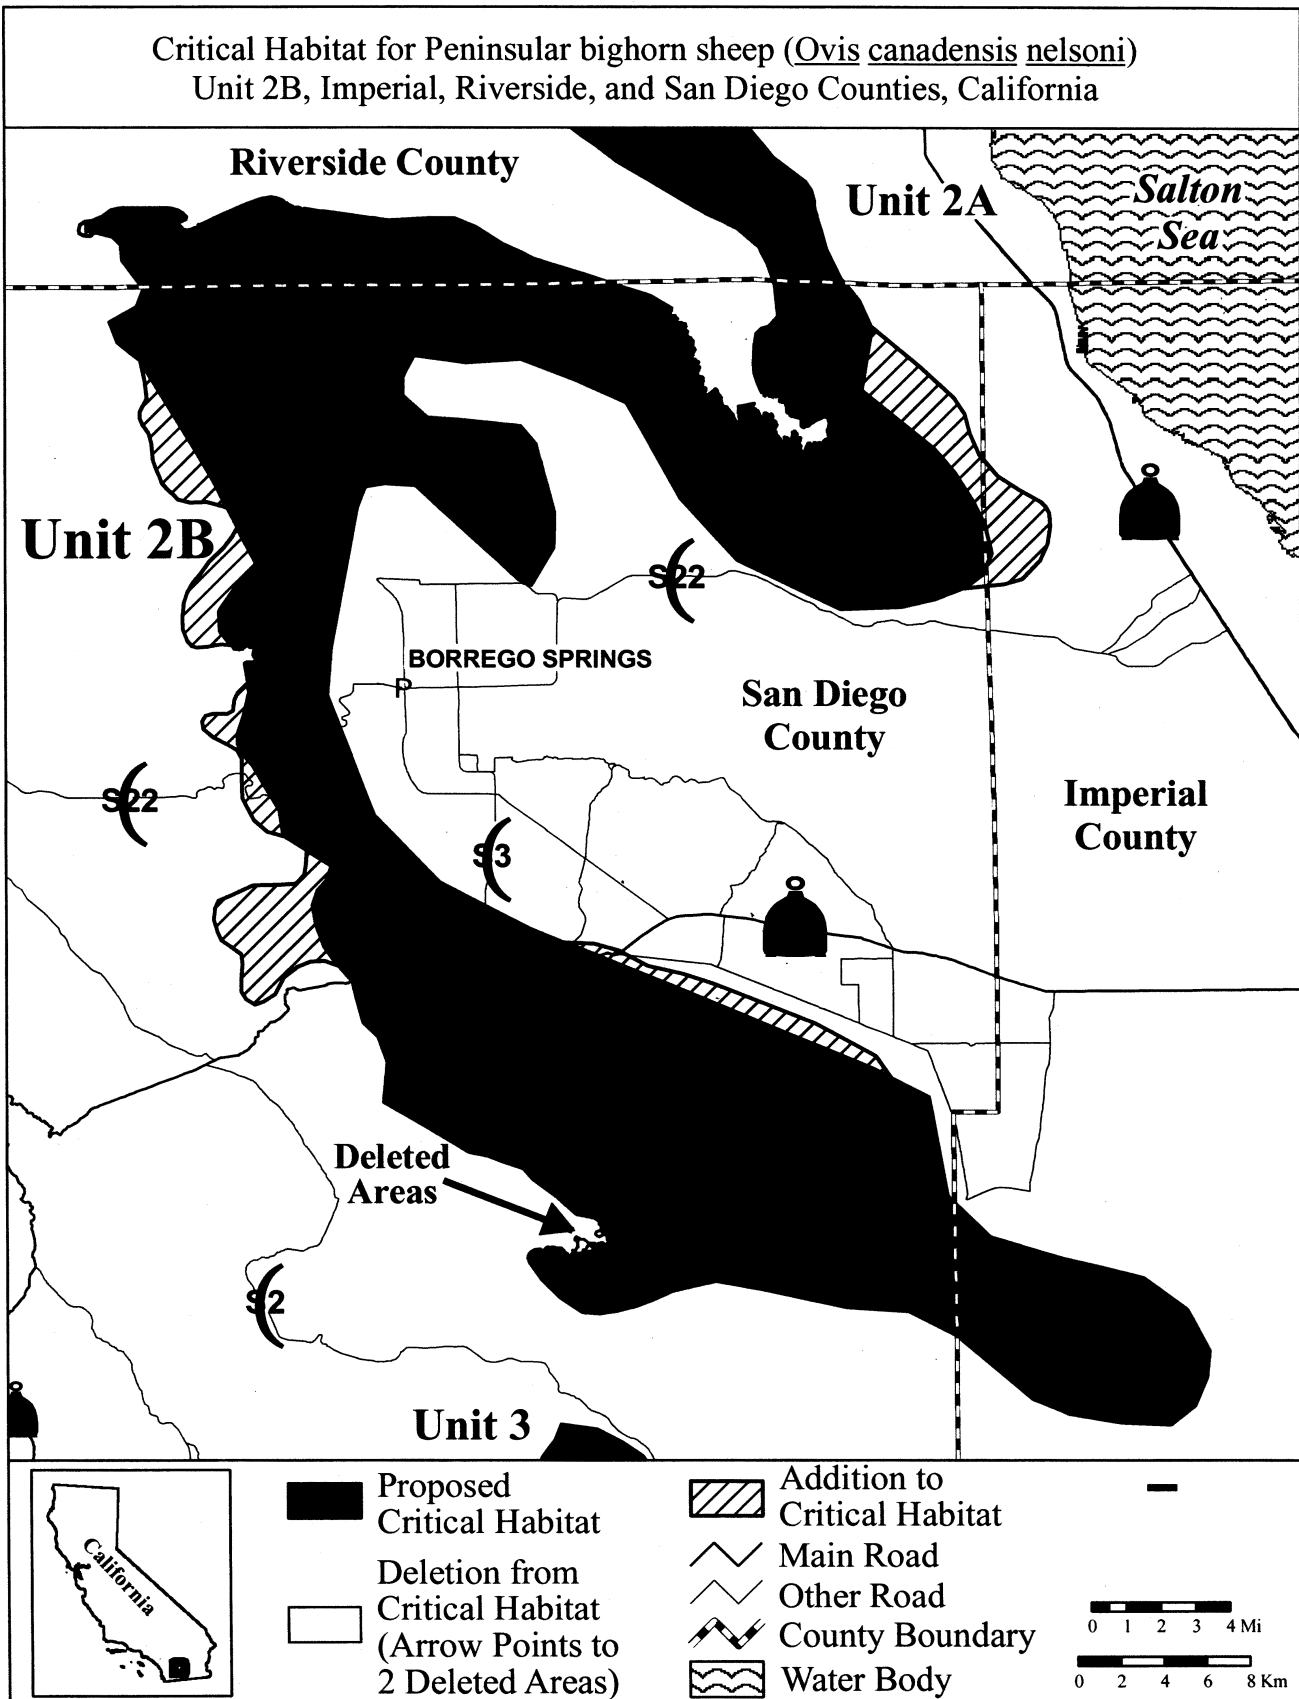 Critical Habitat for Peninsular bighorn sheep (Ovis canadensis nelsoni)
Unit 2B, Imperial, Riverside, and San Diego Counties, California
Riverside County
Unit 2A
Salton
Sea
Unit 2B
S22
BORREGO SPRINGS
P
San Diego
County
Imperial
County
S22
S3
Deleted
Areas
S2
Unit 3
California
Proposed
Critical Habitat
Deletion from
Critical Habitat
(Arrow Points to
2 Deleted Areas)
Addition to
Critical Habitat
Main Road
Other Road
County Boundary
Water Body
0 1 2 3 4 Mi
0 2 4 6 8 Km